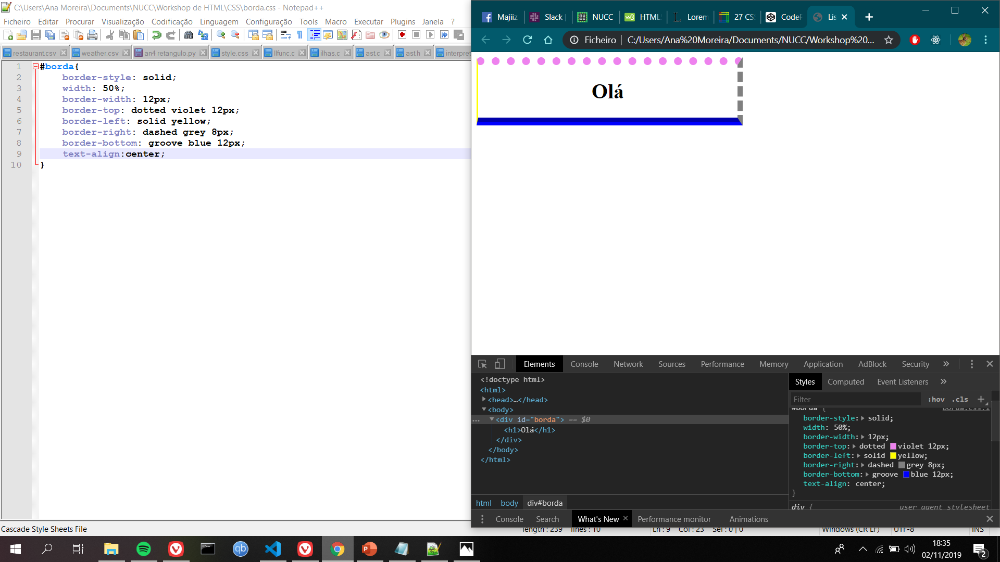 C:\Users\Ana Moreira\Documents\NUCC\Workshop de HTML\CSS\borda.css - Notepad++
Ficheiro Editar Procurar Visualização Codificação Linguagem Configuração Tools Macro Executar Plugins Janela ?
restaurant.csv weather.csv an4 retangulo.py style.css llfunc.c ilhas.c ast.c ast.h interpret
1 #borda{
2 border-style: solid;
3 width: 50%;
4 border-width: 12px;
5 border-top: dotted violet 12px;
6 border-left: solid yellow;
7 border-right: dashed grey 8px;
8 border-bottom: groove blue 12px;
9 text-align:center;
10 }
Cascade Style Sheets File
length : 239 lines : 10 Ln : 9 Col : 23 Sel : 0 | 0 Windows (CR LF) UTF-8 INS
Majiiz Slack NUCC HTML Lorem 27 CS CodeP Lis
Ficheiro C:/Users/Ana%20Moreira/Documents/NUCC/Workshop%20...
Olá
Elements Console Network Sources Performance Memory Application AdBlock Security »
<!doctype html>
<html>
<head>…</head>
<body>
... <div id="borda"> == $0
<h1>Olá</h1>
</div>
</body>
</html>
html body div#borda
Styles Computed Event Listeners »
Filter :hov .cls +
#borda { borda.css:1
border-style: solid;
width: 50%;
border-width: 12px;
border-top: dotted violet 12px;
border-left: solid yellow;
border-right: dashed grey 8px;
border-bottom: groove blue 12px;
text-align: center;
}
div { user agent stylesheet
Console Search What's New Performance monitor Animations
qb
18:35
02/11/2019
2